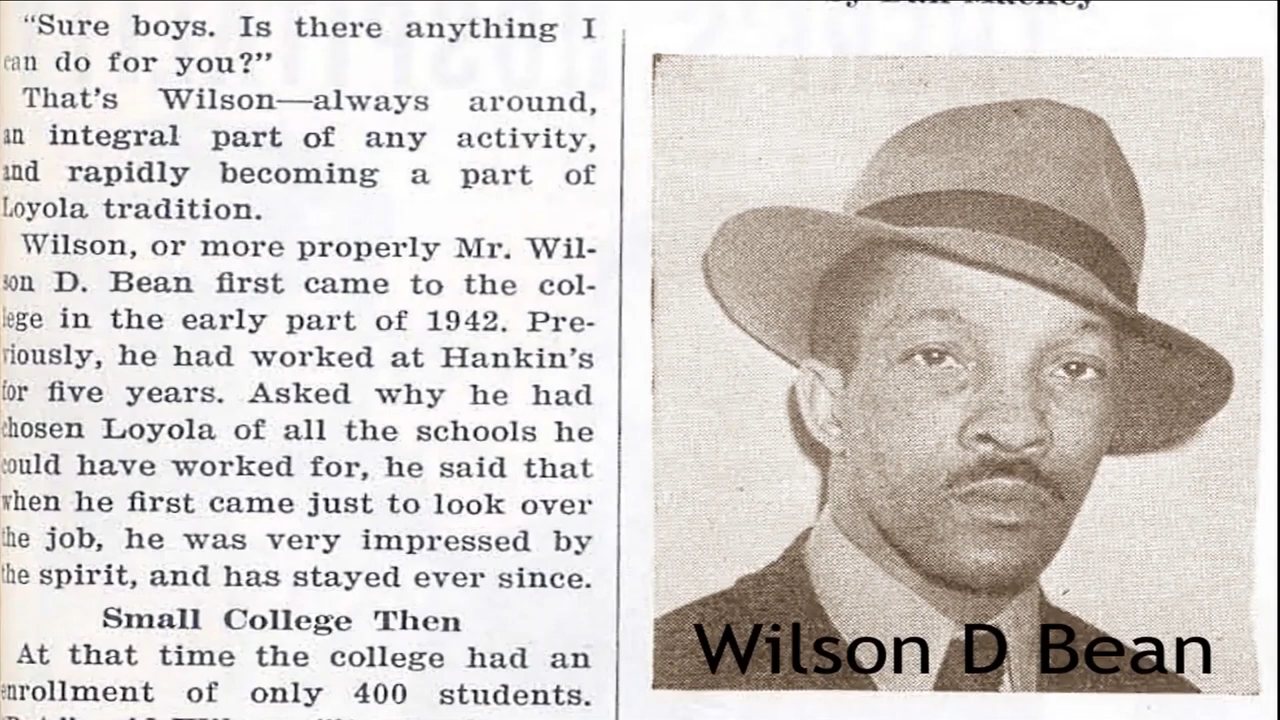 "Sure boys. Is there anything I
can do for you?"
That's Wilson—always around,
an integral part of any activity,
and rapidly becoming a part of
Loyola tradition.
Wilson, or more properly Mr. Wil-
son D. Bean first came to the col-
lege in the early part of 1942. Pre-
viously, he had worked at Hankin's
for five years. Asked why he had
chosen Loyola of all the schools he
could have worked for, he said that
when he first came just to look over
the job, he was very impressed by
the spirit, and has stayed ever since.
Small College Then
At that time the college had an
enrollment of only 400 students.
Wilson D Bean